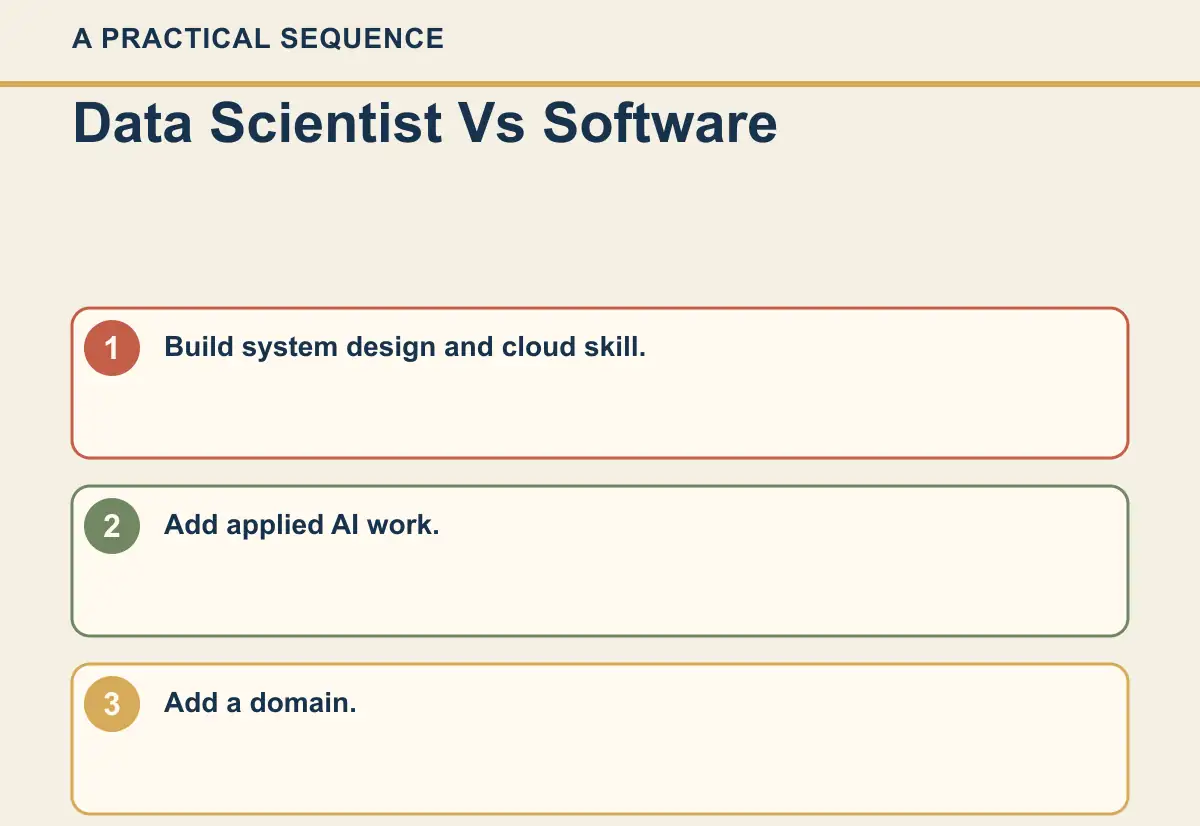 A PRACTICAL SEQUENCE
Data Scientist Vs Software
1 Build system design and cloud skill.
2 Add applied AI work.
3 Add a domain.